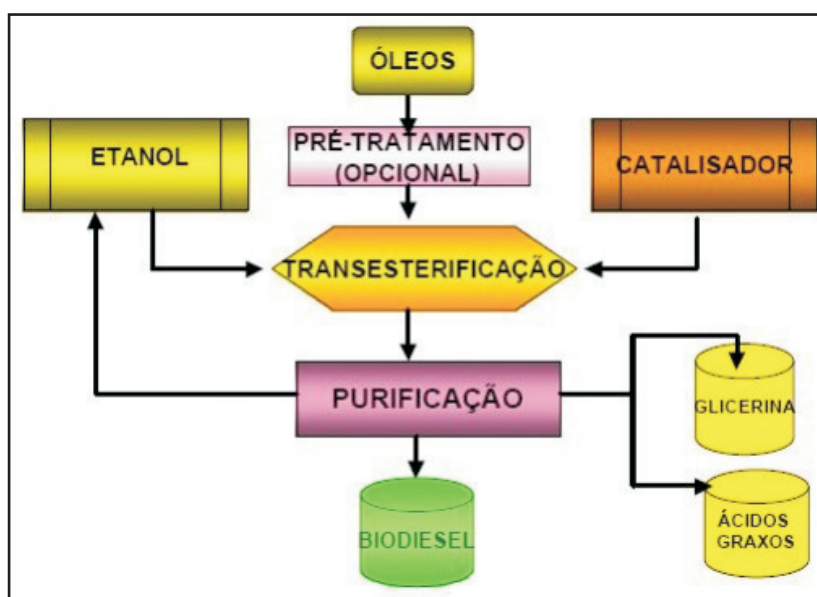 ÓLEOS
ETANOL
PRÉ-TRATAMENTO
(OPCIONAL)
CATALISADOR
TRANSESTERIFICAÇÃO
PURIFICAÇÃO
GLICERINA
BIODIESEL
ÁCIDOS
GRAXOS